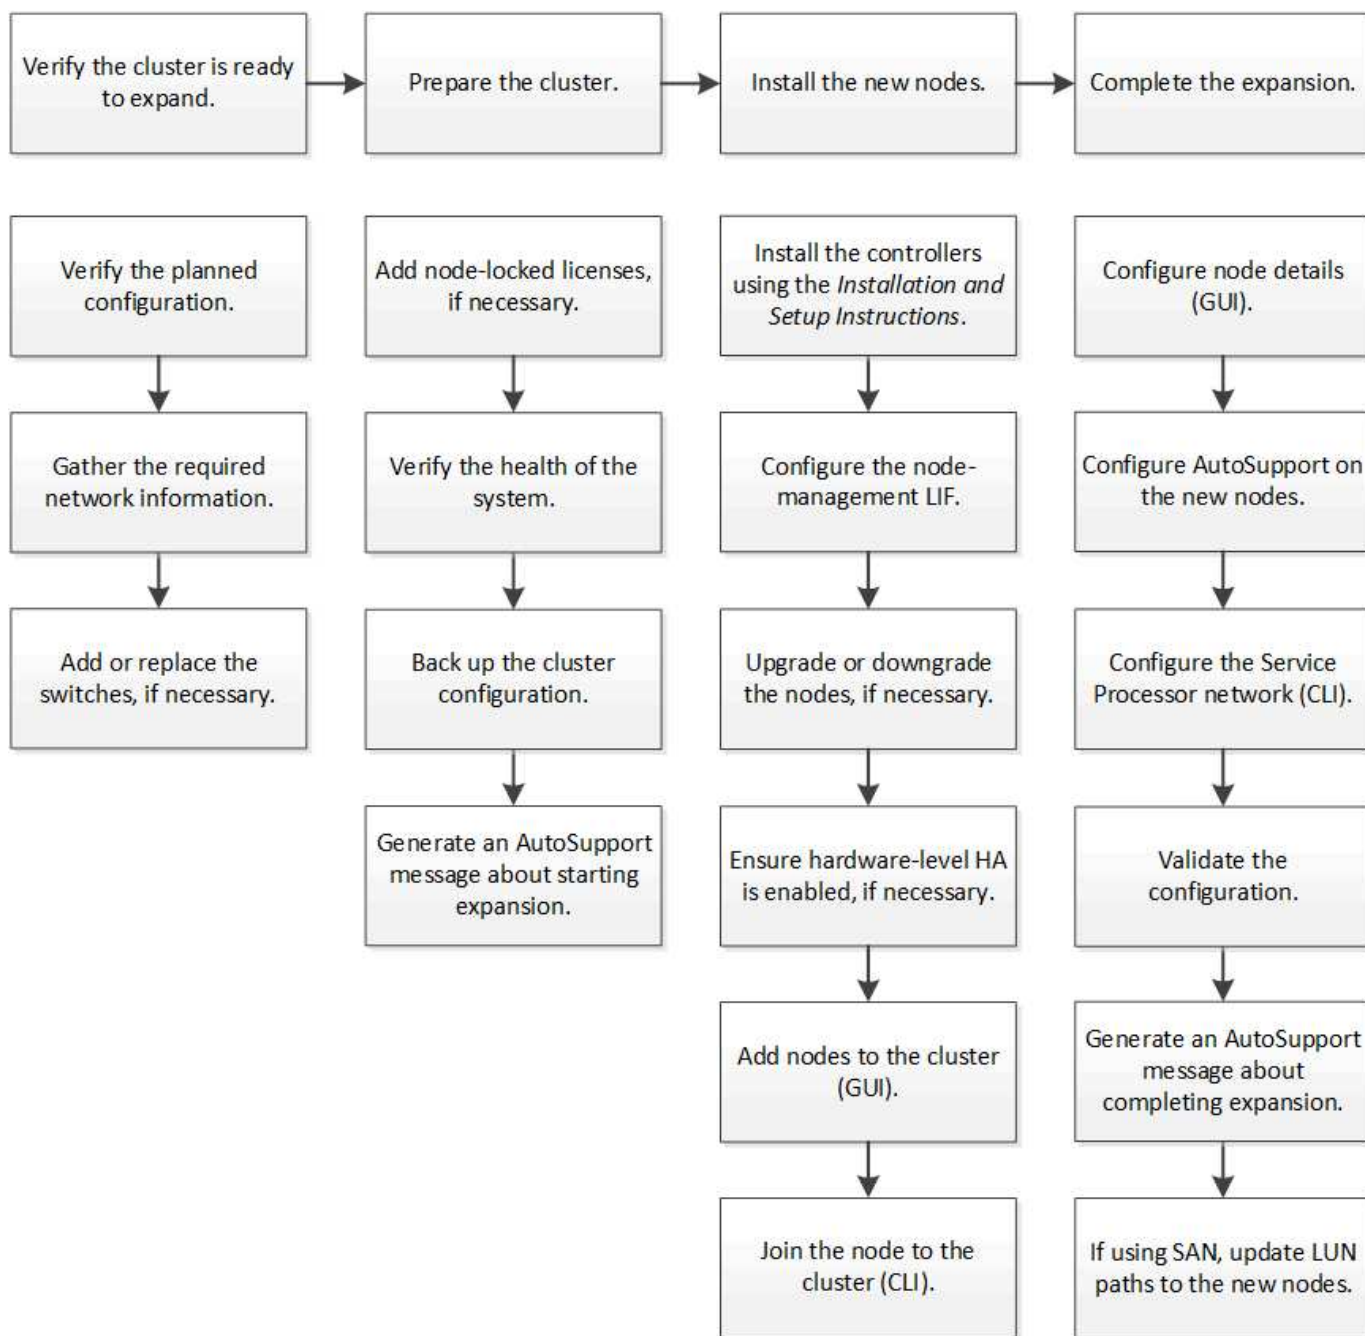 Verify the cluster is ready
to expand.
Prepare the cluster.
Install the new nodes.
Complete the expansion.
Verify the planned
configuration.
Gather the required
network information.
Add or replace the
switches, if necessary.
Add node-locked licenses,
if necessary.
Verify the health of the
system.
Back up the cluster
configuration.
Generate an AutoSupport
message about starting
expansion.
Install the controllers
using the Installation and
Setup Instructions.
Configure the node-
management LIF.
Upgrade or downgrade
the nodes, if necessary.
Ensure hardware-level HA
is enabled, if necessary.
Add nodes to the cluster
(GUI).
Join the node to the
cluster (CLI).
Configure node details
(GUI).
Configure AutoSupport on
the new nodes.
Configure the Service
Processor network (CLI).
Validate the
configuration.
Generate an AutoSupport
message about
completing expansion.
If using SAN, update LUN
paths to the new nodes.